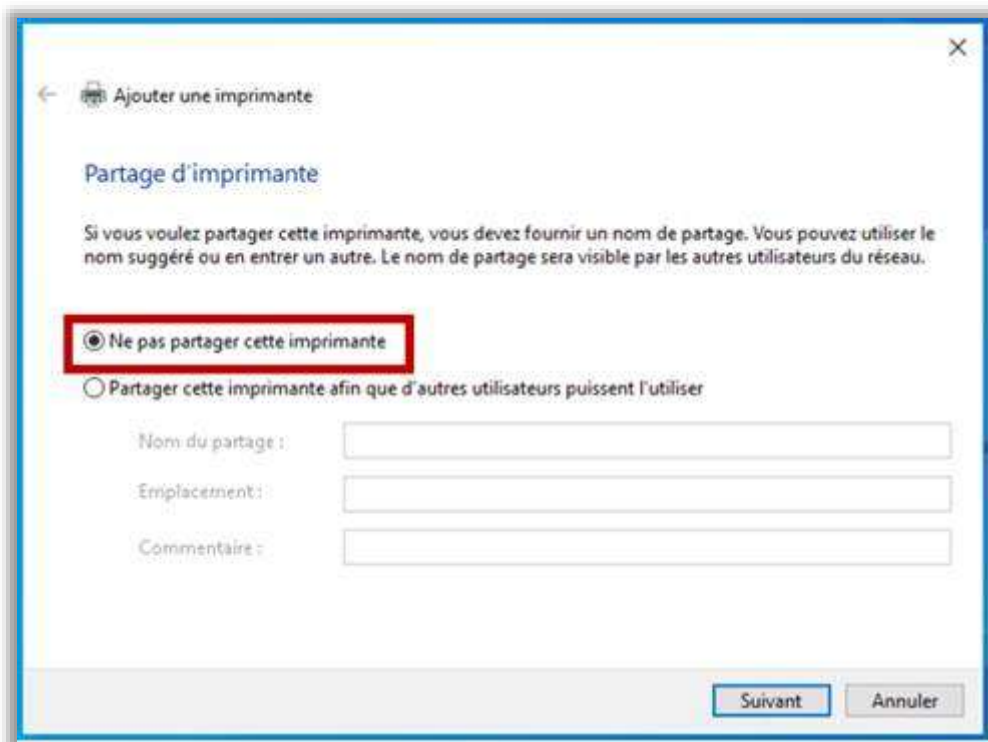 Ajouter une imprimante
Partage d'imprimante
Si vous voulez partager cette imprimante, vous devez fournir un nom de partage. Vous pouvez utiliser le
nom suggéré ou en entrer un autre. Le nom de partage sera visible par les autres utilisateurs du réseau.
Ne pas partager cette imprimante
Partager cette imprimante afin que d'autres utilisateurs puissent l'utiliser
Nom du partage :
Emplacement :
Commentaire :
Suivant Annuler